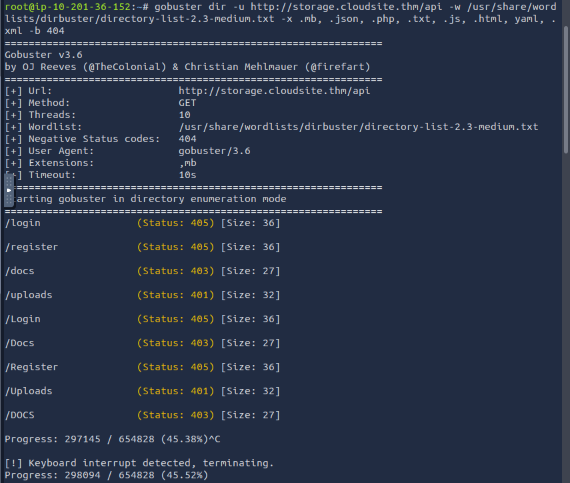 root@ip-10-201-36-152:~# gobuster dir -u http://storage.cloudsite.thm/api -w /usr/share/word
lists/dirbuster/directory-list-2.3-medium.txt -x .mb, .json, .php, .txt, .js, .html, yaml, .
xml -b 404
===============================================================
Gobuster v3.6
by OJ Reeves (@TheColonial) & Christian Mehlmauer (@firefart)
===============================================================
[+] Url:                     http://storage.cloudsite.thm/api
[+] Method:                  GET
[+] Threads:                 10
[+] Wordlist:                /usr/share/wordlists/dirbuster/directory-list-2.3-medium.txt
[+] Negative Status codes:   404
[+] User Agent:              gobuster/3.6
[+] Extensions:              ,mb
[+] Timeout:                 10s
===============================================================
tarting gobuster in directory enumeration mode
===============================================================
/login                (Status: 405) [Size: 36]
/register             (Status: 405) [Size: 36]
/docs                 (Status: 403) [Size: 27]
/uploads              (Status: 401) [Size: 32]
/Login                (Status: 405) [Size: 36]
/Docs                 (Status: 403) [Size: 27]
/Register             (Status: 405) [Size: 36]
/Uploads              (Status: 401) [Size: 32]
/DOCS                 (Status: 403) [Size: 27]
Progress: 297145 / 654828 (45.38%)^C
[!] Keyboard interrupt detected, terminating.
Progress: 298094 / 654828 (45.52%)